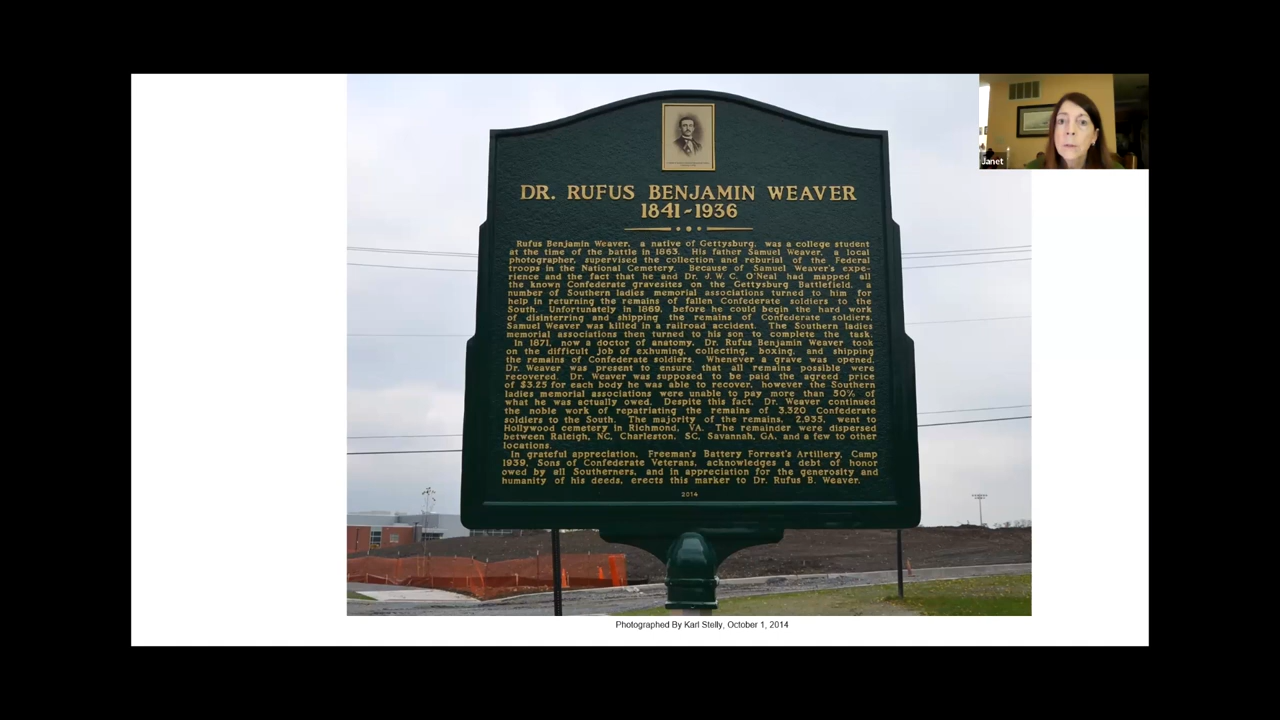 Janet
DR. RUFUS BENJAMIN WEAVER
1841-1936
Rufus Benjamin Weaver, a native of Gettysburg, was a college student
at the time of the battle in 1863. His father Samuel Weaver, a local
photographer, supervised the collection and reburial of the Federal
troops in the National Cemetery. Because of Samuel Weaver's expe-
rience and the fact that he and Dr. J. W. C. O'Neal had mapped all
the known Confederate gravesites on the Gettysburg Battlefield, a
number of Southern ladies memorial associations turned to him for
help in returning the remains of fallen Confederate soldiers to the
South. Unfortunately in 1869, before he could begin the hard work
of disinterring and shipping the remains of Confederate soldiers,
Samuel Weaver was killed in a railroad accident. The Southern ladies
memorial associations then turned to his son to complete the task.
In 1871, now a doctor of anatomy, Dr. Rufus Benjamin Weaver took
on the difficult job of exhuming, collecting, boxing, and shipping
the remains of Confederate soldiers. Whenever a grave was opened,
Dr. Weaver was present to ensure that all remains possible were
recovered. Dr. Weaver was supposed to be paid the agreed price
of $3.25 for each body he was able to recover, however the Southern
ladies memorial associations were unable to pay more than 50% of
what he was actually owed. Despite this fact, Dr. Weaver continued
the noble work of repatriating the remains of 3,320 Confederate
soldiers to the South. The majority of the remains, 2,935, went to
Hollywood cemetery in Richmond, VA. The remainder were dispersed
between Raleigh, NC, Charleston, SC, Savannah, GA, and a few to other
locations.
In grateful appreciation, Freeman's Battery Forrest's Artillery, Camp
1939, Sons of Confederate Veterans, acknowledges a debt of honor
owed by all Southerners, and in appreciation for the generosity and
humanity of his deeds, erects this marker to Dr. Rufus B. Weaver.
2014
Photographed By Karl Stelly, October 1, 2014